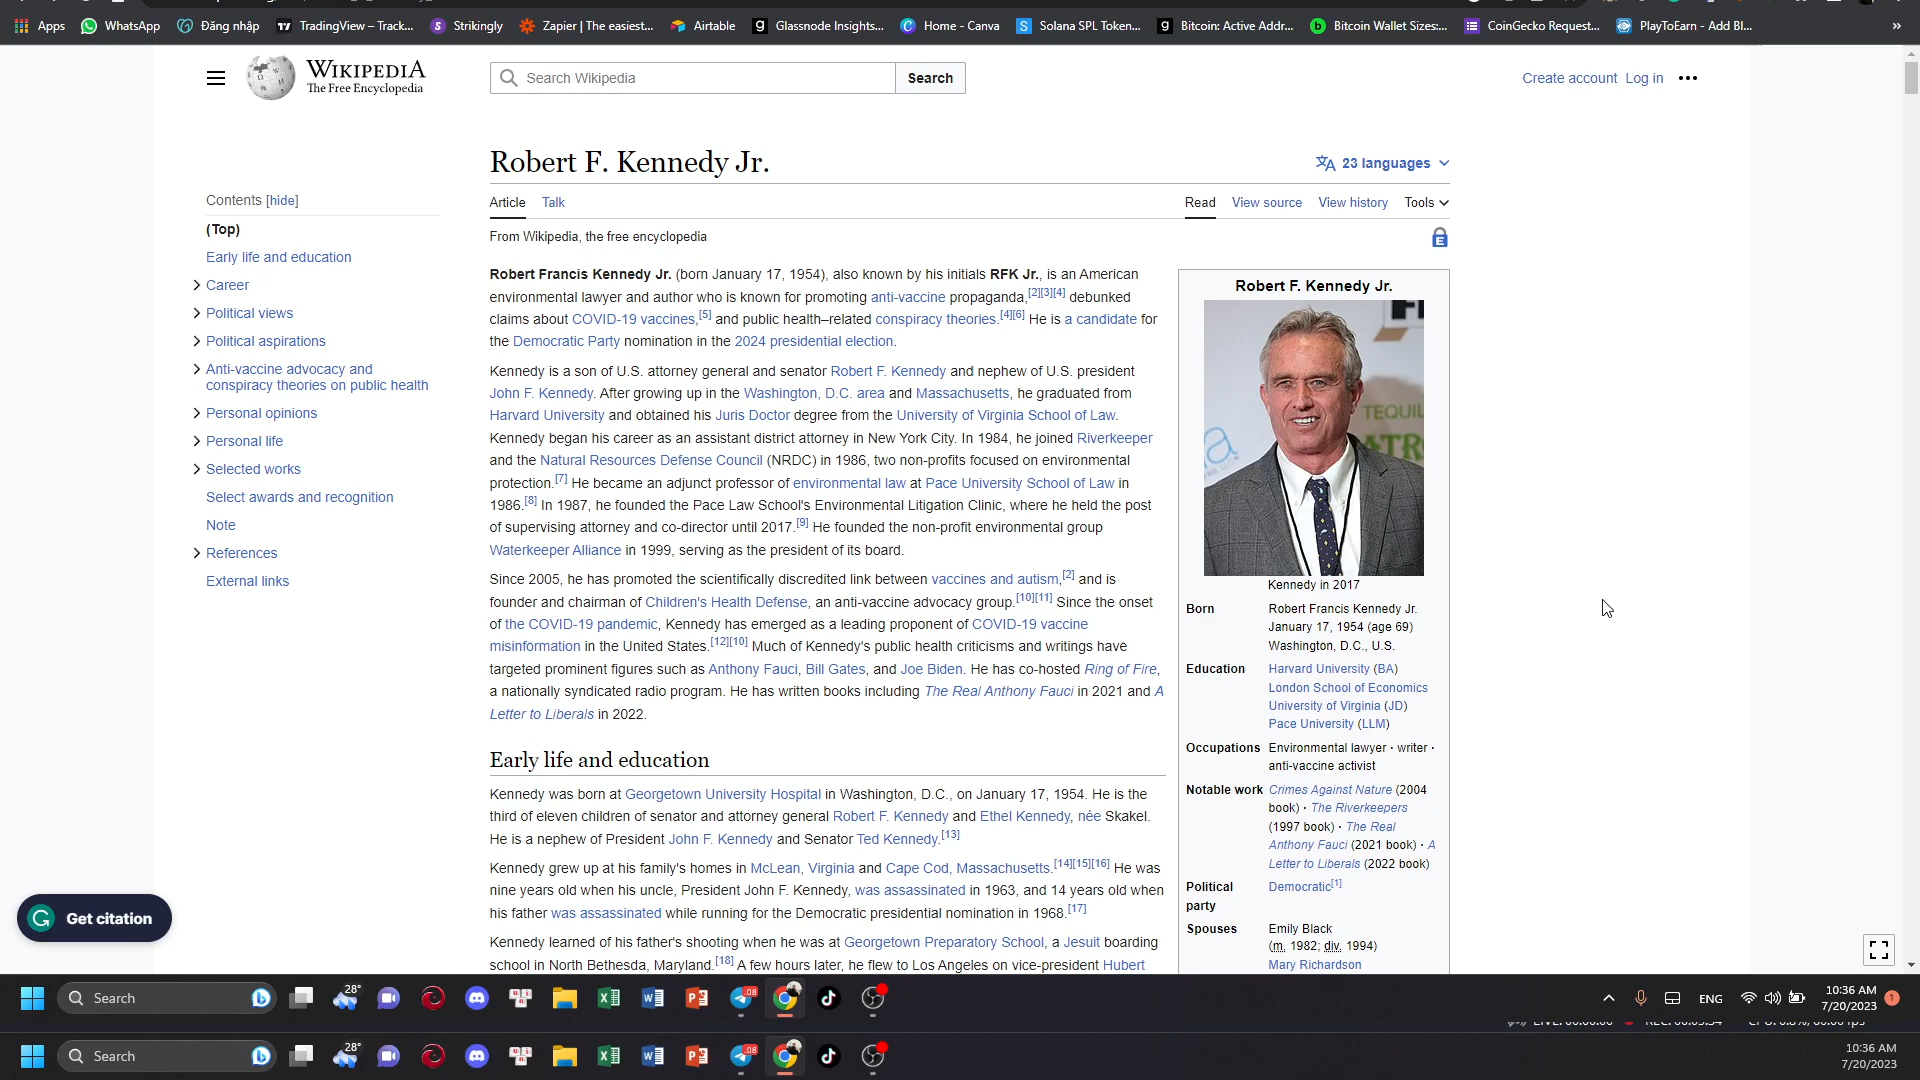 Apps
WhatsApp
Đăng nhập
TradingView – Track...
Strikingly
Zapier | The easiest...
Airtable
Glassnode Insights...
Home - Canva
Solana SPL Token...
Bitcoin: Active Addr...
Bitcoin Wallet Sizes:...
CoinGecko Request...
PlayToEarn - Add Bl...
»
WIKIPEDIA
The Free Encyclopedia
Search Wikipedia
Search
Create account
Log in
Robert F. Kennedy Jr.
23 languages
Article
Talk
Read
View source
View history
Tools
From Wikipedia, the free encyclopedia
Contents [hide]
(Top)
Early life and education
Career
Political views
Political aspirations
Anti-vaccine advocacy and
conspiracy theories on public health
Personal opinions
Personal life
Selected works
Select awards and recognition
Note
References
External links
Robert Francis Kennedy Jr. (born January 17, 1954), also known by his initials RFK Jr., is an American
environmental lawyer and author who is known for promoting anti-vaccine propaganda,[2][3][4] debunked
claims about COVID-19 vaccines,[5] and public health–related conspiracy theories.[4][6] He is a candidate for
the Democratic Party nomination in the 2024 presidential election.
Kennedy is a son of U.S. attorney general and senator Robert F. Kennedy and nephew of U.S. president
John F. Kennedy. After growing up in the Washington, D.C. area and Massachusetts, he graduated from
Harvard University and obtained his Juris Doctor degree from the University of Virginia School of Law.
Kennedy began his career as an assistant district attorney in New York City. In 1984, he joined Riverkeeper
and the Natural Resources Defense Council (NRDC) in 1986, two non-profits focused on environmental
protection.[7] He became an adjunct professor of environmental law at Pace University School of Law in
1986.[8] In 1987, he founded the Pace Law School's Environmental Litigation Clinic, where he held the post
of supervising attorney and co-director until 2017.[9] He founded the non-profit environmental group
Waterkeeper Alliance in 1999, serving as the president of its board.
Since 2005, he has promoted the scientifically discredited link between vaccines and autism,[2] and is
founder and chairman of Children's Health Defense, an anti-vaccine advocacy group.[10][11] Since the onset
of the COVID-19 pandemic, Kennedy has emerged as a leading proponent of COVID-19 vaccine
misinformation in the United States.[12][10] Much of Kennedy's public health criticisms and writings have
targeted prominent figures such as Anthony Fauci, Bill Gates, and Joe Biden. He has co-hosted Ring of Fire,
a nationally syndicated radio program. He has written books including The Real Anthony Fauci in 2021 and A
Letter to Liberals in 2022.
Early life and education
Kennedy was born at Georgetown University Hospital in Washington, D.C., on January 17, 1954. He is the
third of eleven children of senator and attorney general Robert F. Kennedy and Ethel Kennedy, née Skakel.
He is a nephew of President John F. Kennedy and Senator Ted Kennedy.[13]
Kennedy grew up at his family's homes in McLean, Virginia and Cape Cod, Massachusetts.[14][15][16] He was
nine years old when his uncle, President John F. Kennedy, was assassinated in 1963, and 14 years old when
his father was assassinated while running for the Democratic presidential nomination in 1968.[17]
Kennedy learned of his father's shooting when he was at Georgetown Preparatory School, a Jesuit boarding
school in North Bethesda, Maryland.[18] A few hours later, he flew to Los Angeles on vice-president Hubert
Robert F. Kennedy Jr.
TEQUIL
Kennedy in 2017
Born
Robert Francis Kennedy Jr.
January 17, 1954 (age 69)
Washington, D.C., U.S.
Education
Harvard University (BA)
London School of Economics
University of Virginia (JD)
Pace University (LLM)
Occupations
Environmental lawyer · writer ·
anti-vaccine activist
Notable work
Crimes Against Nature (2004
book) · The Riverkeepers
(1997 book) · The Real
Anthony Fauci (2021 book) · A
Letter to Liberals (2022 book)
Political
party
Democratic[1]
Spouses
Emily Black
(m. 1982; div. 1994)
Mary Richardson
Get citation
Search
28°
.08
ENG
10:36 AM
7/20/2023
1
Search
28°
.08
10:36 AM
7/20/2023